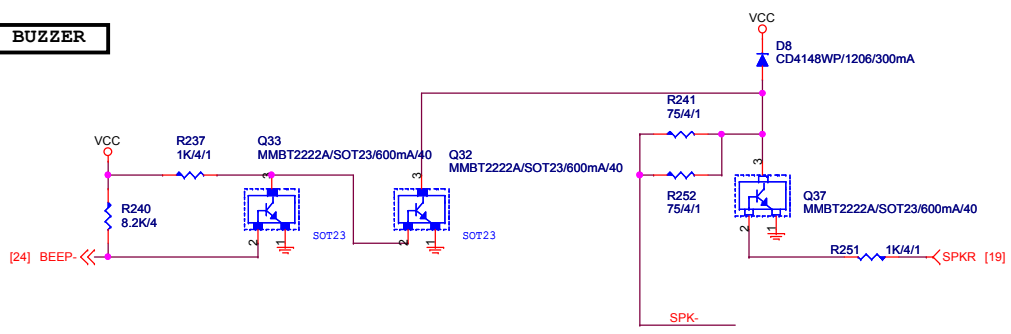 BUZZER
VCC
D8
CD4148WP/1206/300mA
R241
75/4/1
VCC
R237
1K/4/1
Q33
MMBT2222A/SOT23/600mA/40
Q32
MMBT2222A/SOT23/600mA/40
3
3
3
R252
75/4/1
Q37
MMBT2222A/SOT23/600mA/40
R240
8.2K/4
SOT23
SOT23
2
1
2
1
2
1
[24] BEEP-
R251
1K/4/1
SPKR [19]
SPK-